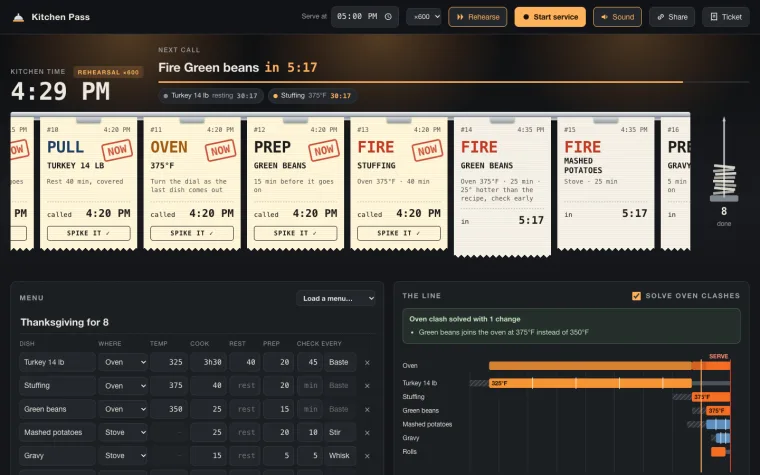 Kitchen Pass
Serve at 05:00 PM ×600 Rehearse Start service Sound Share Ticket
NEXT CALL
Fire Green beans in 5:17
KITCHEN TIME REHEARSAL ×600
4:29 PM
Turkey 14 lb resting 30:17 Stuffing 375°F 30:17
5 PM
NOW
goes
PM
#10 4:20 PM
PULL NOW
TURKEY 14 LB
Rest 40 min, covered
called 4:20 PM
SPIKE IT ✓
#11 4:20 PM
OVEN NOW
375°F
Turn the dial as the
last dish comes out
called 4:20 PM
SPIKE IT ✓
#12 4:20 PM
PREP NOW
GREEN BEANS
15 min before it goes
on
called 4:20 PM
SPIKE IT ✓
#13 4:20 PM
FIRE NOW
STUFFING
Oven 375°F · 40 min
called 4:20 PM
SPIKE IT ✓
#14 4:35 PM
FIRE
GREEN BEANS
Oven 375°F · 25 min ·
25° hotter than the
recipe, check early
in 5:17
#15 4:35 PM
FIRE
MASHED
POTATOES
Stove · 25 min
in 5:17
#16
PRE
GRAVY
5 min
on
in
8
done
MENU Load a menu...
Thanksgiving for 8
DISH WHERE TEMP COOK REST PREP CHECK EVERY
Turkey 14 lb Oven 325 3h30 40 20 45 Baste ×
Stuffing Oven 375 40 rest 20 min Baste ×
Green beans Oven 350 25 rest 15 min Baste ×
Mashed potatoes Stove - 25 rest 20 10 Stir ×
Gravy Stove - 15 rest 5 5 Whisk ×
THE LINE SOLVE OVEN CLASHES
Oven clash solved with 1 change
• Green beans joins the oven at 375°F instead of 350°F
SERVE
Oven
Turkey 14 lb 325°F
Stuffing 375°F
Green beans 375°F
Mashed potatoes
Gravy
Rolls